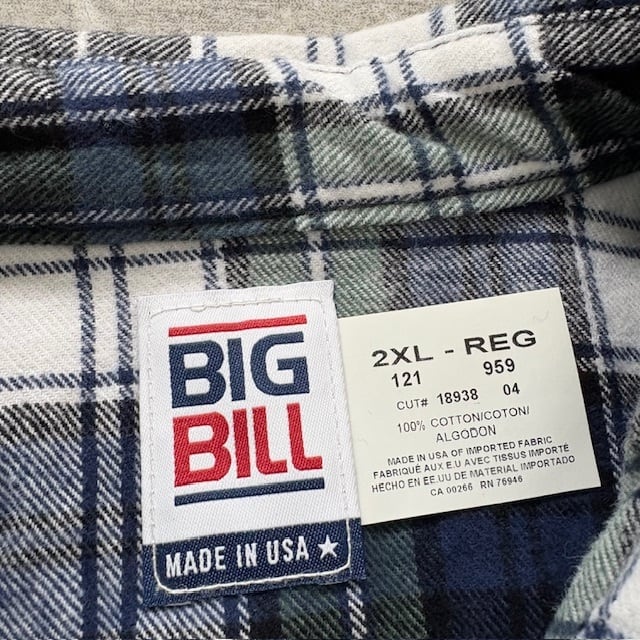 BIG
BILL
MADE IN USA ★
2XL - REG
121 959
CUT# 18938 04
100% COTTON/COTON/
ALGODON
MADE IN USA OF IMPORTED FABRIC
FABRIQUÉ AUX E.U AVEC TISSUS IMPORTÉ
HÉCHO EN EE.UU DE MATERIAL IMPORTADO
CA 00266 RN 76946